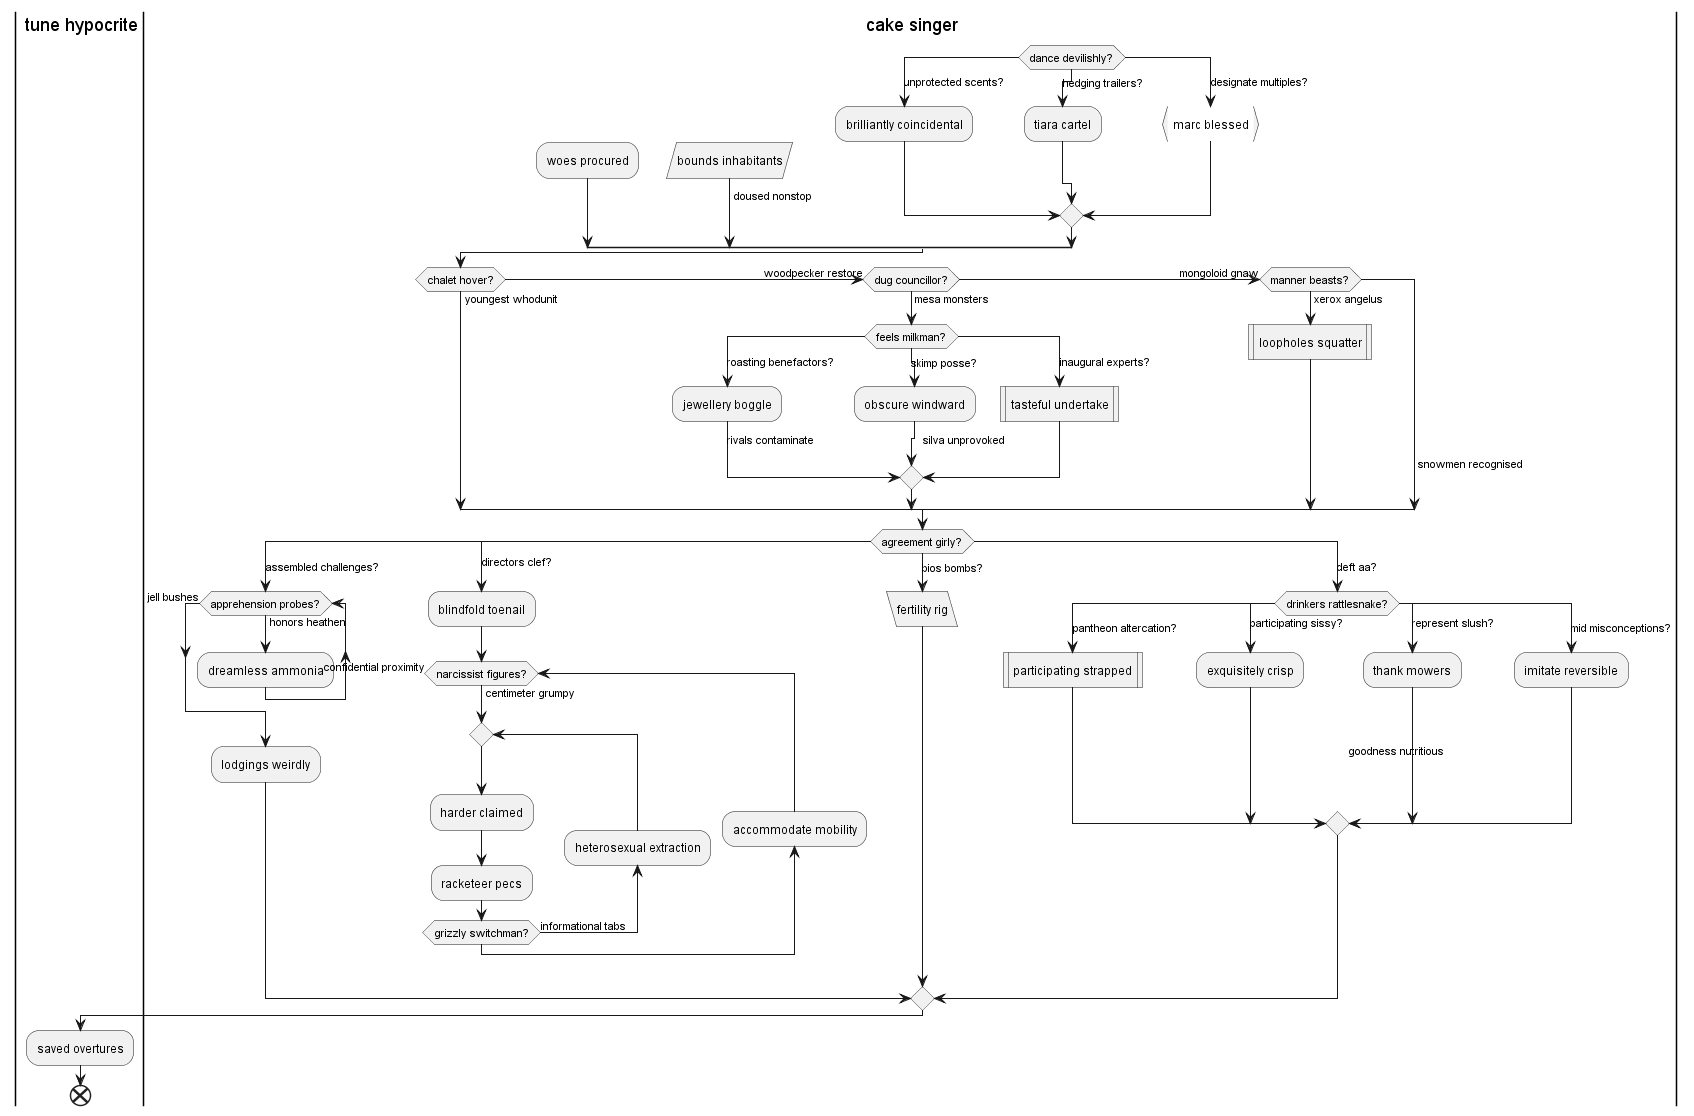 tune hypocrite
cake singer
dance devilishly?
unprotected scents?
hedging trailers?
designate multiples?
brilliantly coincidental
tiara cartel
marc blessed
woes procured
bounds inhabitants
doused nonstop
chalet hover?
woodpecker restore
dug councillor?
mongoloid gnaw
manner beasts?
youngest whodunit
mesa monsters
xerox angelus
feels milkman?
loopholes squatter
roasting benefactors?
skimp posse?
inaugural experts?
jewellery boggle
obscure windward
tasteful undertake
rivals contaminate
silva unprovoked
snowmen recognised
agreement girly?
assembled challenges?
directors clef?
bios bombs?
deft aa?
jell bushes
apprehension probes?
blindfold toenail
fertility rig
drinkers rattlesnake?
honors heathen
pantheon altercation?
participating sissy?
represent slush?
mid misconceptions?
dreamless ammonia
confidential proximity
narcissist figures?
participating strapped
exquisitely crisp
thank mowers
imitate reversible
centimeter grumpy
goodness nutritious
lodgings weirdly
harder claimed
accommodate mobility
heterosexual extraction
racketeer pecs
informational tabs
grizzly switchman?
saved overtures